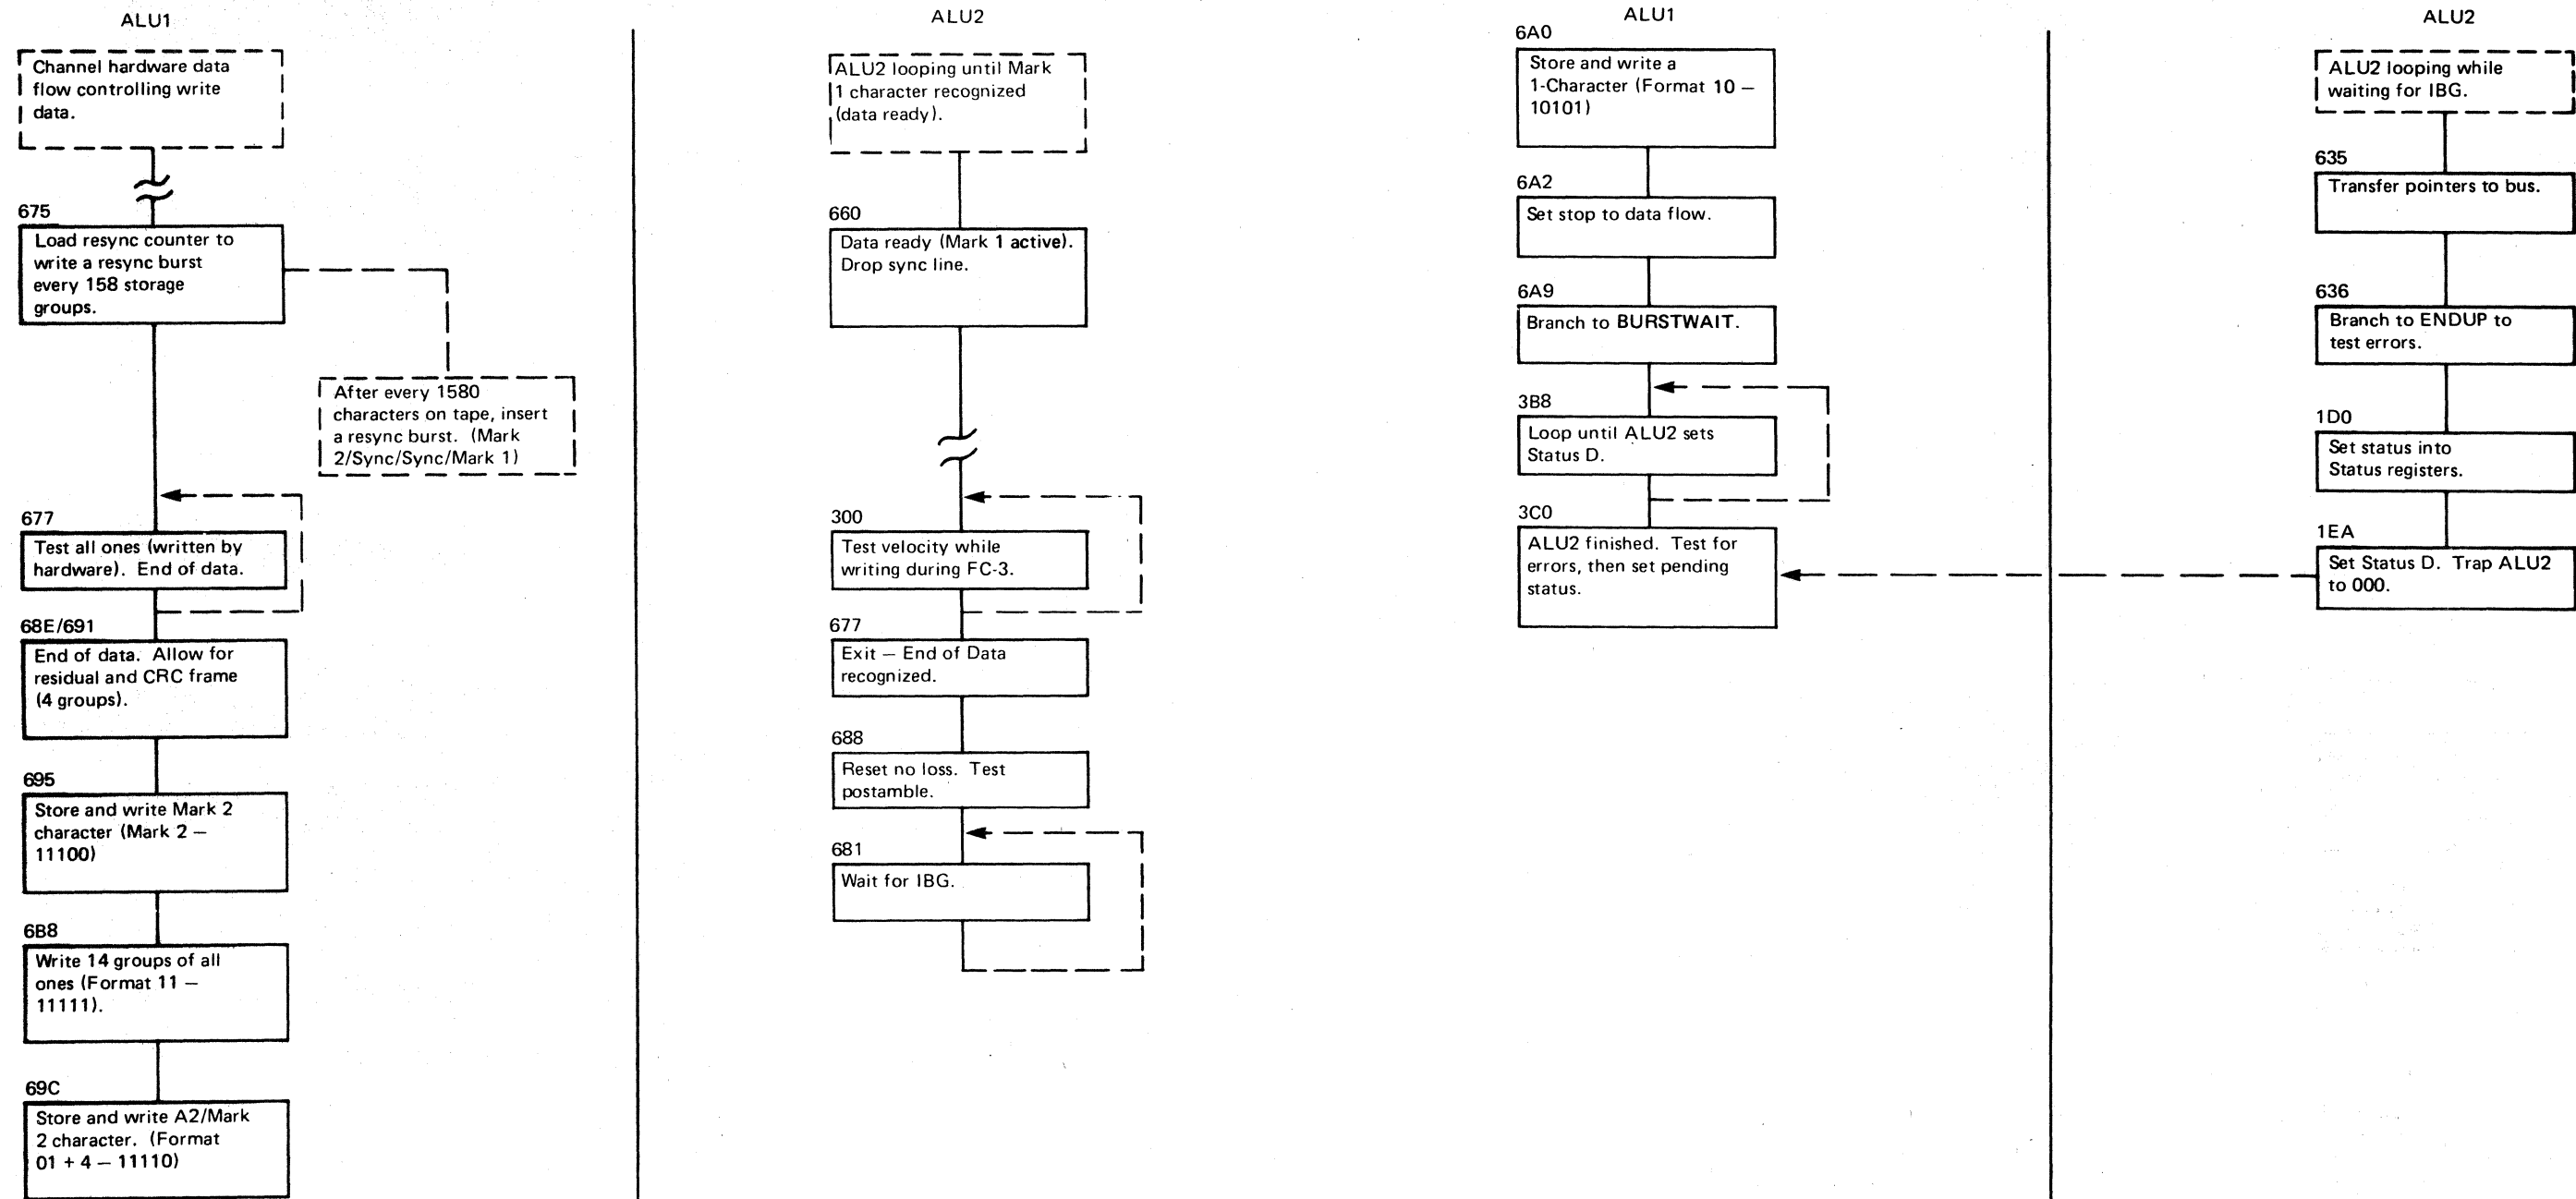 ALU1
Channel hardware data
flow controlling write
data.
675
Load resync counter to
write a resync burst
every 158 storage
groups.
After every 1580
characters on tape, insert
a resync burst. (Mark
2/Sync/Sync/Mark 1)
677
Test all ones (written by
hardware). End of data.
68E/691
End of data. Allow for
residual and CRC frame
(4 groups).
695
Store and write Mark 2
character (Mark 2 —
11100)
6B8
Write 14 groups of all
ones (Format 11 —
11111).
69C
Store and write A2/Mark
2 character. (Format
01 + 4 — 11110)
ALU2
ALU2 looping until Mark
1 character recognized
(data ready).
660
Data ready (Mark 1 active).
Drop sync line.
300
Test velocity while
writing during FC-3.
677
Exit — End of Data
recognized.
688
Reset no loss. Test
postamble.
681
Wait for IBG.
ALU1
6A0
Store and write a
1-Character (Format 10 —
10101)
6A2
Set stop to data flow.
6A9
Branch to BURSTWAIT.
3B8
Loop until ALU2 sets
Status D.
3C0
ALU2 finished. Test for
errors, then set pending
status.
ALU2
ALU2 looping while
waiting for IBG.
635
Transfer pointers to bus.
636
Branch to ENDUP to
test errors.
1D0
Set status into
Status registers.
1EA
Set Status D. Trap ALU2
to 000.